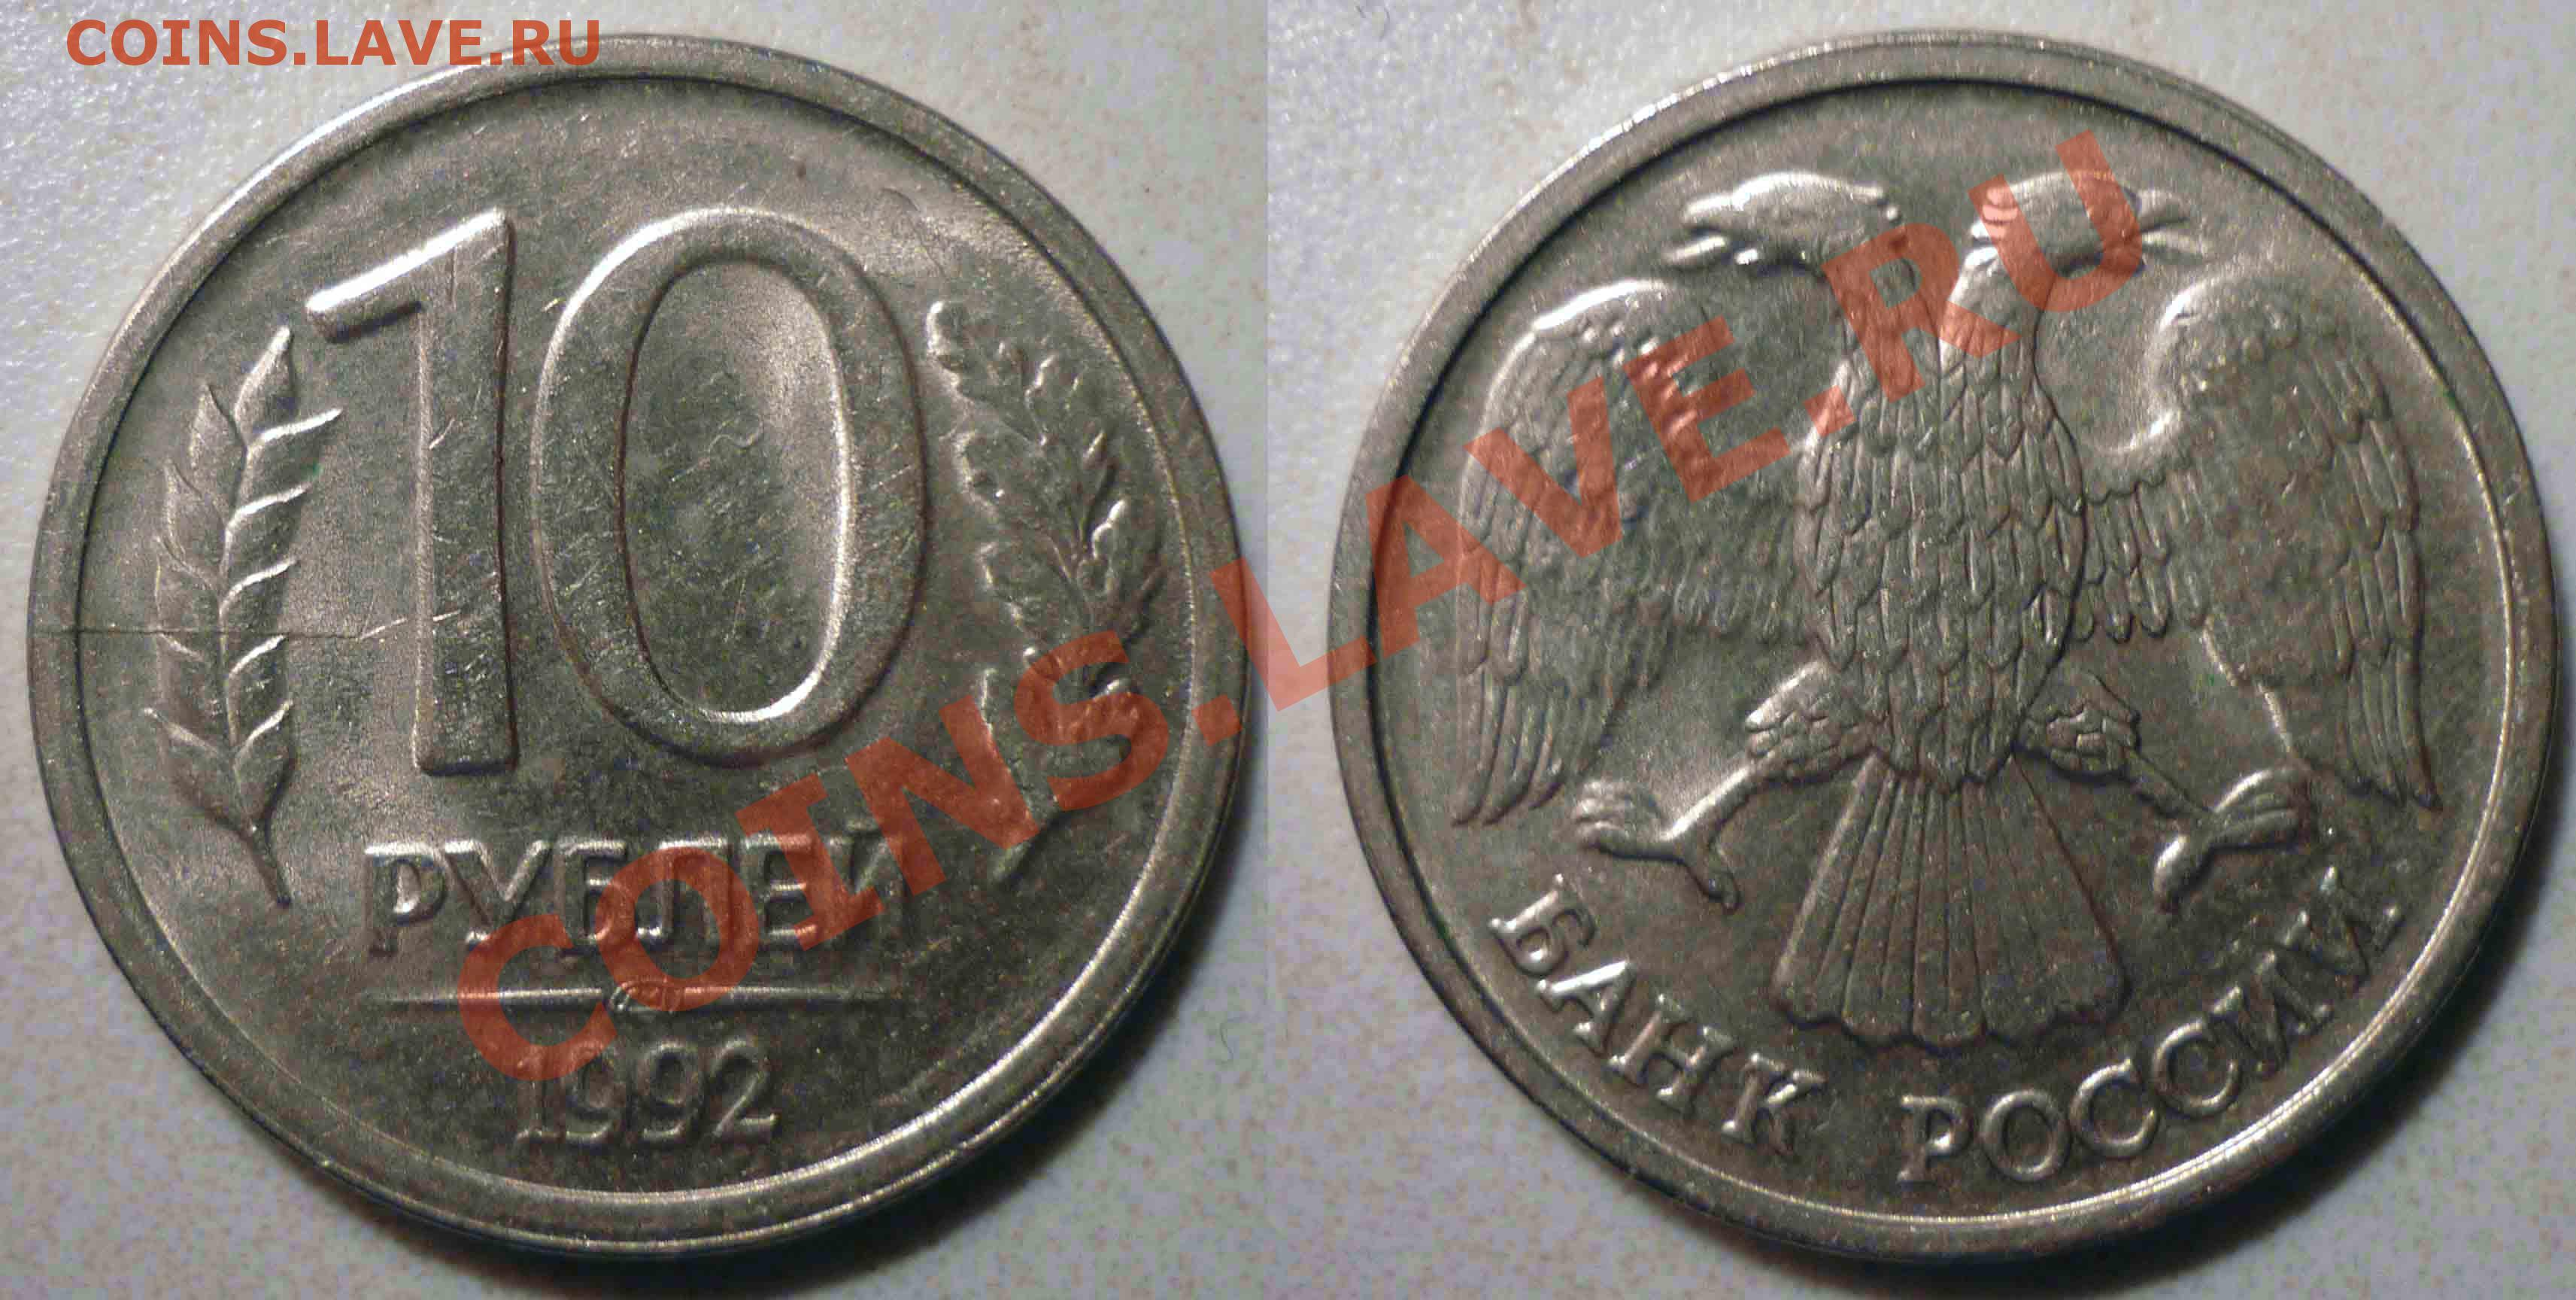 COINS.LAVE.RU
10
РУБЛЕЙ
1992
БАНК РОССИИ
COINS.LAVE.RU